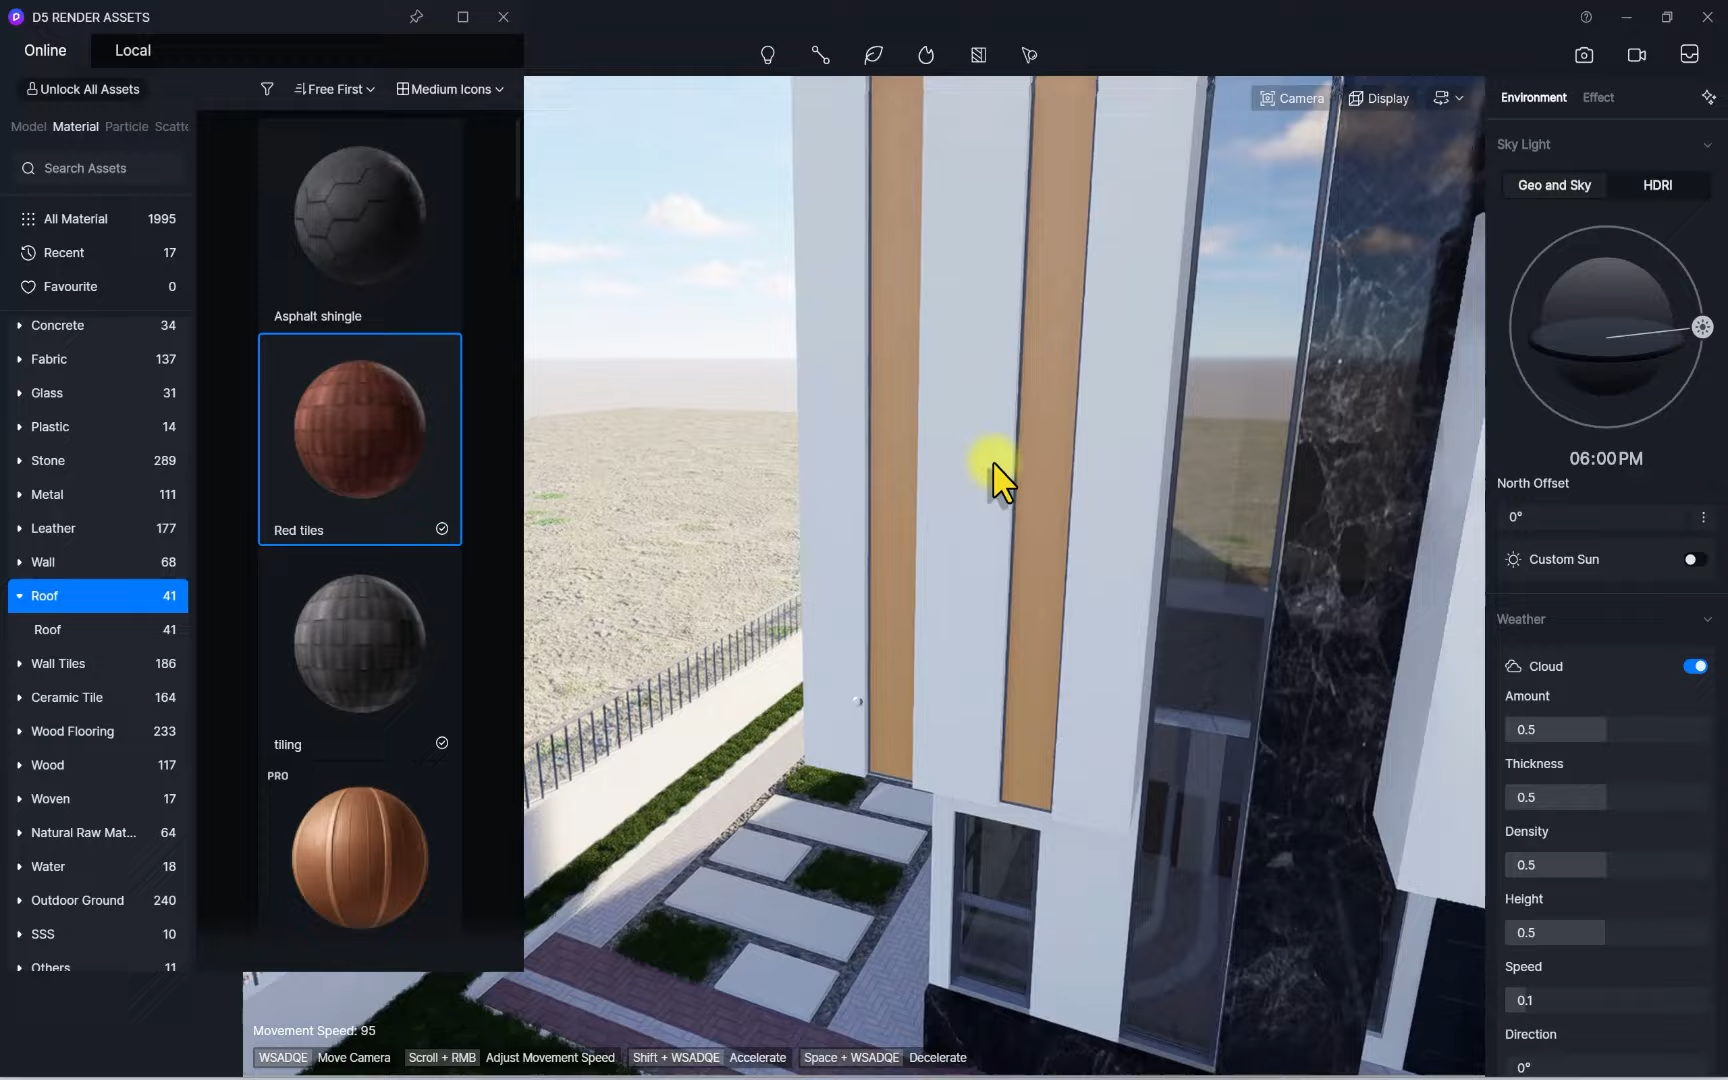 D5 RENDER ASSETS
Online
Local
Unlock All Assets
Free First
Medium Icons
Model Material Particle Scatte
Search Assets
All Material 1995
Recent 17
Favourite 0
Concrete 34
Fabric 137
Glass 31
Plastic 14
Stone 289
Metal 111
Leather 177
Wall 68
Roof 41
Roof 41
Wall Tiles 186
Ceramic Tile 164
Wood Flooring 233
Wood 117
Woven 17
Natural Raw Mat... 64
Water 18
Outdoor Ground 240
SSS 10
Others 11
Asphalt shingle
Red tiles
tiling
PRO
Camera
Display
Movement Speed: 95
WSADQE Move Camera Scroll + RMB Adjust Movement Speed Shift + WSADQE Accelerate Space + WSADQE Decelerate
Environment Effect
Sky Light
Geo and Sky HDRI
06:00 PM
North Offset
0°
Custom Sun
Weather
Cloud
Amount
0.5
Thickness
0.5
Density
0.5
Height
0.5
Speed
0.1
Direction
0°